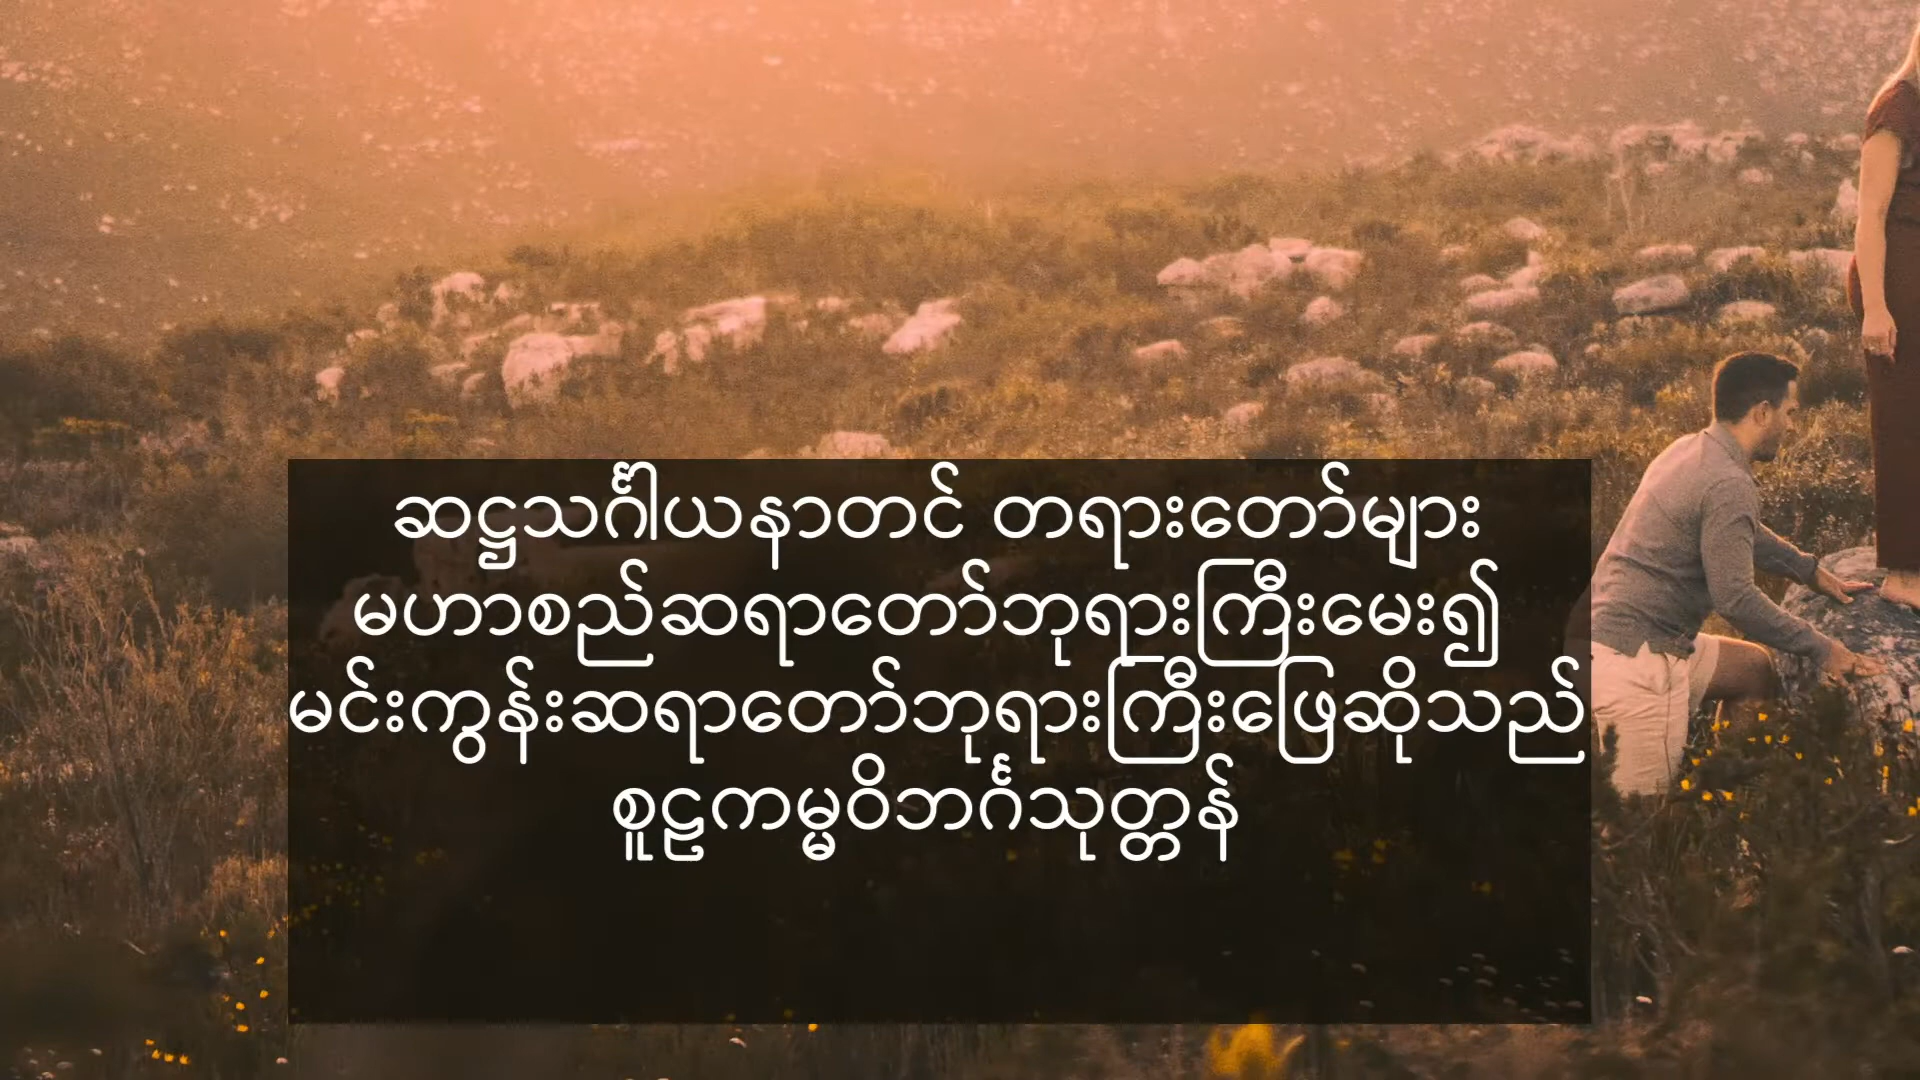 ဆဋ္ဌသင်္ဂါယနာတင် တရားတော်များ
မဟာစည်ဆရာတော်ဘုရားကြီးမေး၍
မင်းကွန်းဆရာတော်ဘုရားကြီးဖြေဆိုသည်
စူဠကမ္မဝိဘင်္ဂသုတ္တန်